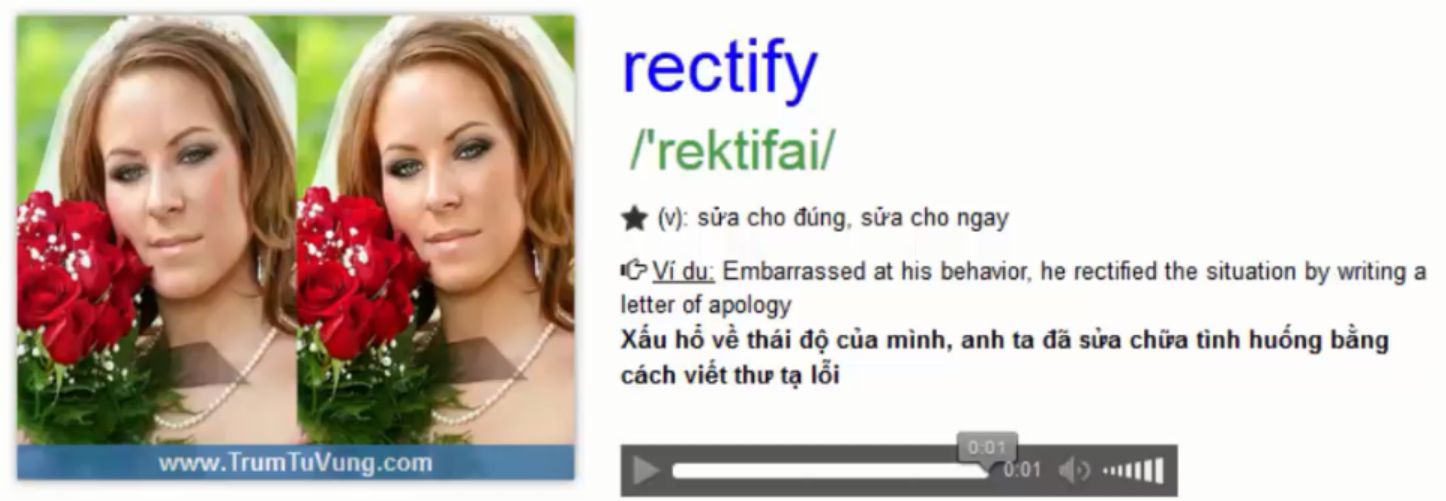 rectify
/'rektifai/
★ (v): sửa cho đúng, sửa cho ngay
Ví du: Embarrassed at his behavior, he rectified the situation by writing a
letter of apology
Xấu hổ về thái độ của mình, anh ta đã sửa chữa tình huống bằng
cách viết thư tạ lỗi
0:01
0:01
www.TrumTuVung.com